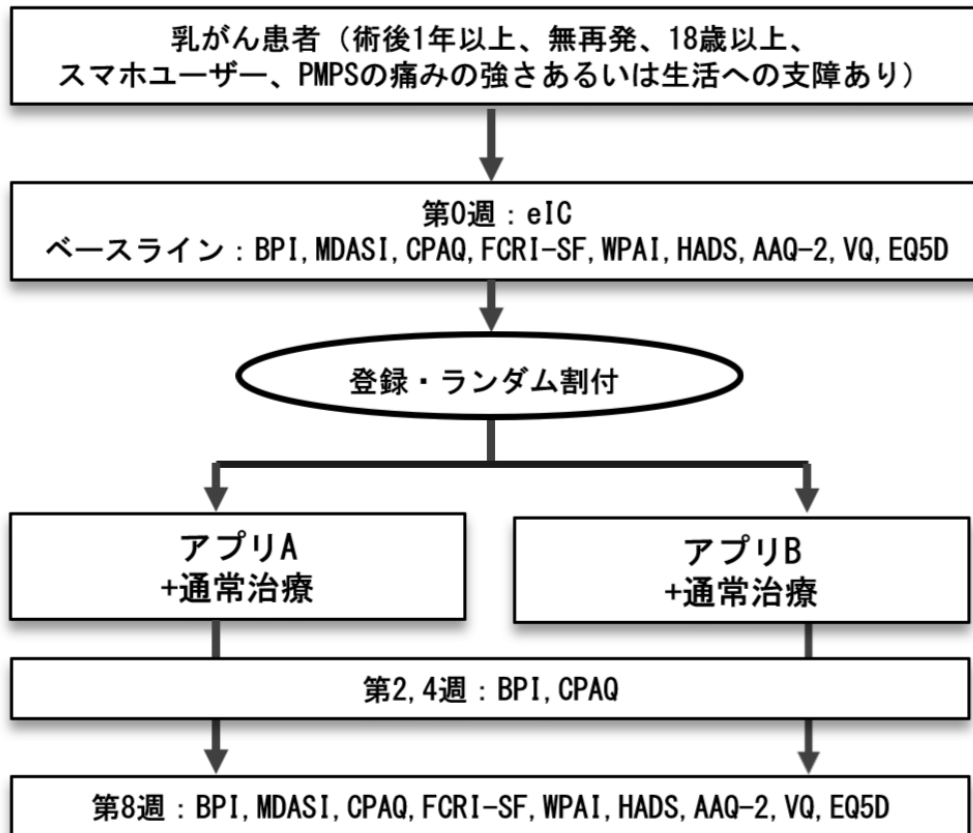 乳がん患者（術後1年以上、無再発、18歳以上、
スマホユーザー、PMPSの痛みの強さあるいは生活への支障あり）
第0週：eIC
ベースライン：BPI, MDASI, CPAQ, FCRI-SF, WPAI, HADS, AAQ-2, VQ, EQ5D
登録・ランダム割付
アプリA
+通常治療
アプリB
+通常治療
第2, 4週：BPI, CPAQ
第8週：BPI, MDASI, CPAQ, FCRI-SF, WPAI, HADS, AAQ-2, VQ, EQ5D